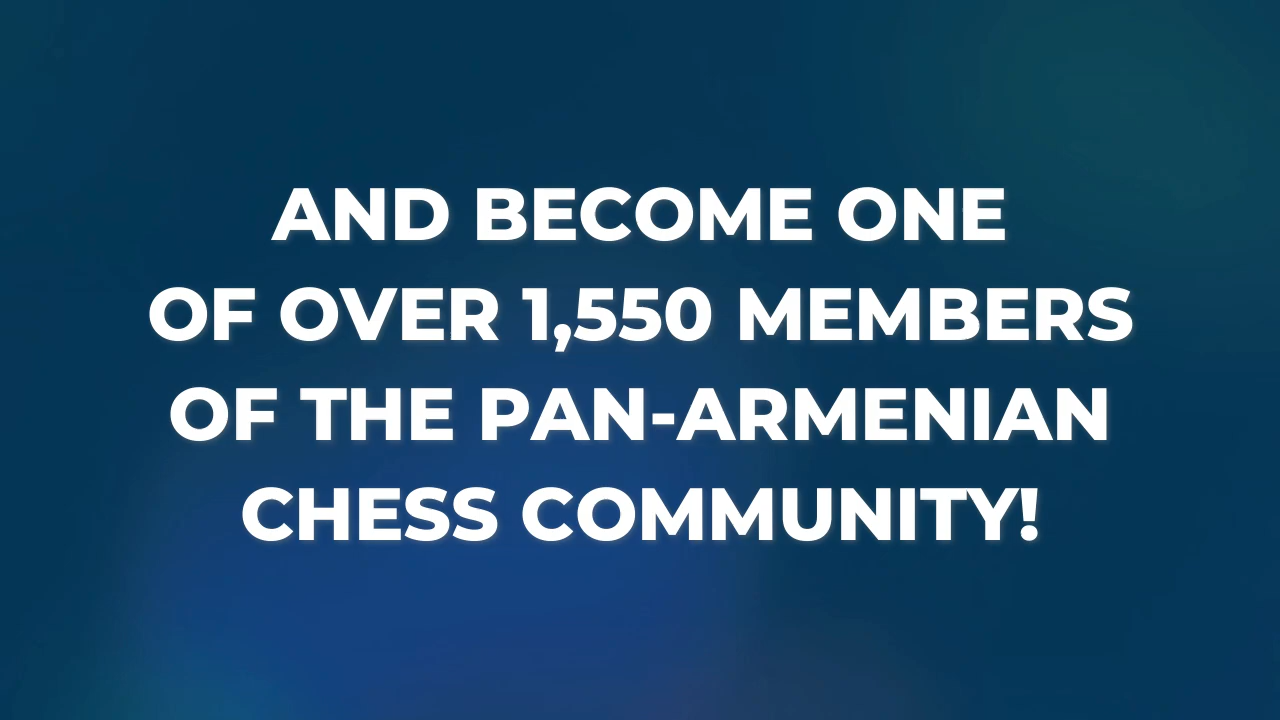 AND BECOME ONE
OF OVER 1,550 MEMBERS
OF THE PAN-ARMENIAN
CHESS COMMUNITY!